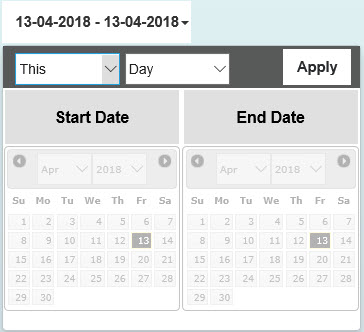 13-04-2018 - 13-04-2018
This Day Apply
Start Date End Date
Apr 2018 Apr 2018
Su Mo Tu We Th Fr Sa Su Mo Tu We Th Fr Sa
1 2 3 4 5 6 7 1 2 3 4 5 6 7
8 9 10 11 12 13 14 8 9 10 11 12 13 14
15 16 17 18 19 20 21 15 16 17 18 19 20 21
22 23 24 25 26 27 28 22 23 24 25 26 27 28
29 30 29 30